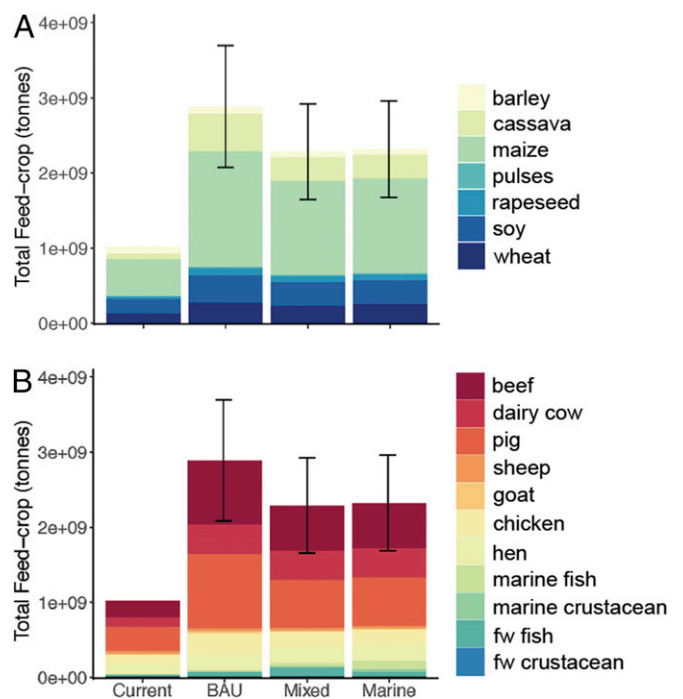 A
Total Feed-crop (tonnes)
4e+09
3e+09
2e+09
1e+09
0e+00
barley
cassava
maize
pulses
rapeseed
soy
wheat
B
Total Feed-crop (tonnes)
4e+09
3e+09
2e+09
1e+09
0e+00
Current
BAU
Mixed
Marine
beef
dairy cow
pig
sheep
goat
chicken
hen
marine fish
marine crustacean
fw fish
fw crustacean